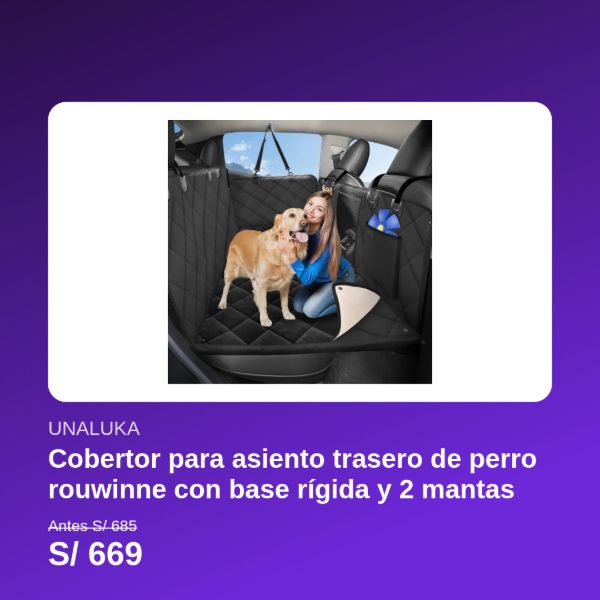 UNALUKA
Cobertor para asiento trasero de perro
rouwinne con base rígida y 2 mantas
Antes S/ 685
S/ 669